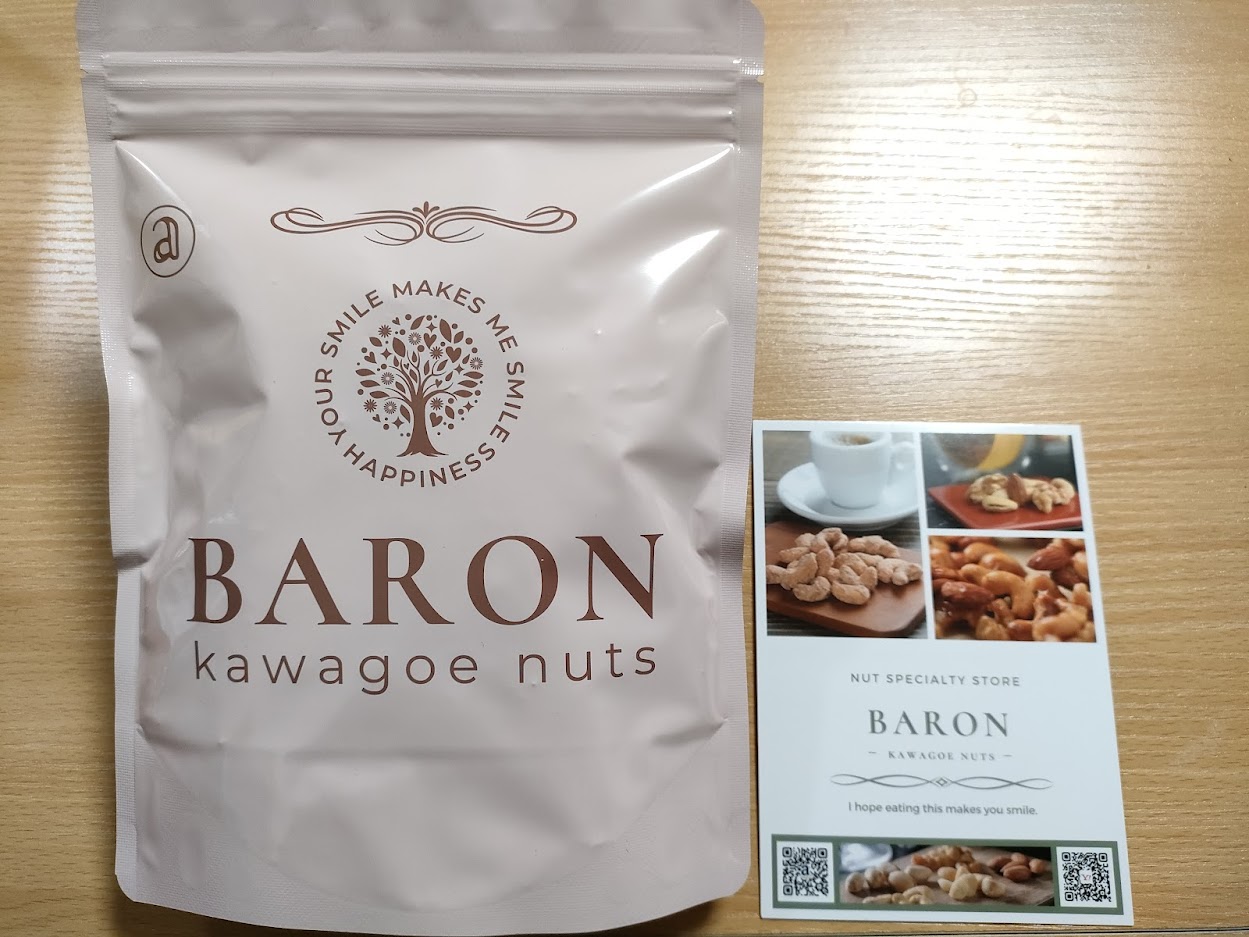 a
YOUR SMILE MAKES ME SMILE
HAPPINESS
BARON
kawagoe nuts
NUT SPECIALTY STORE
BARON
– KAWAGOE NUTS –
I hope eating this makes you smile.
Y!